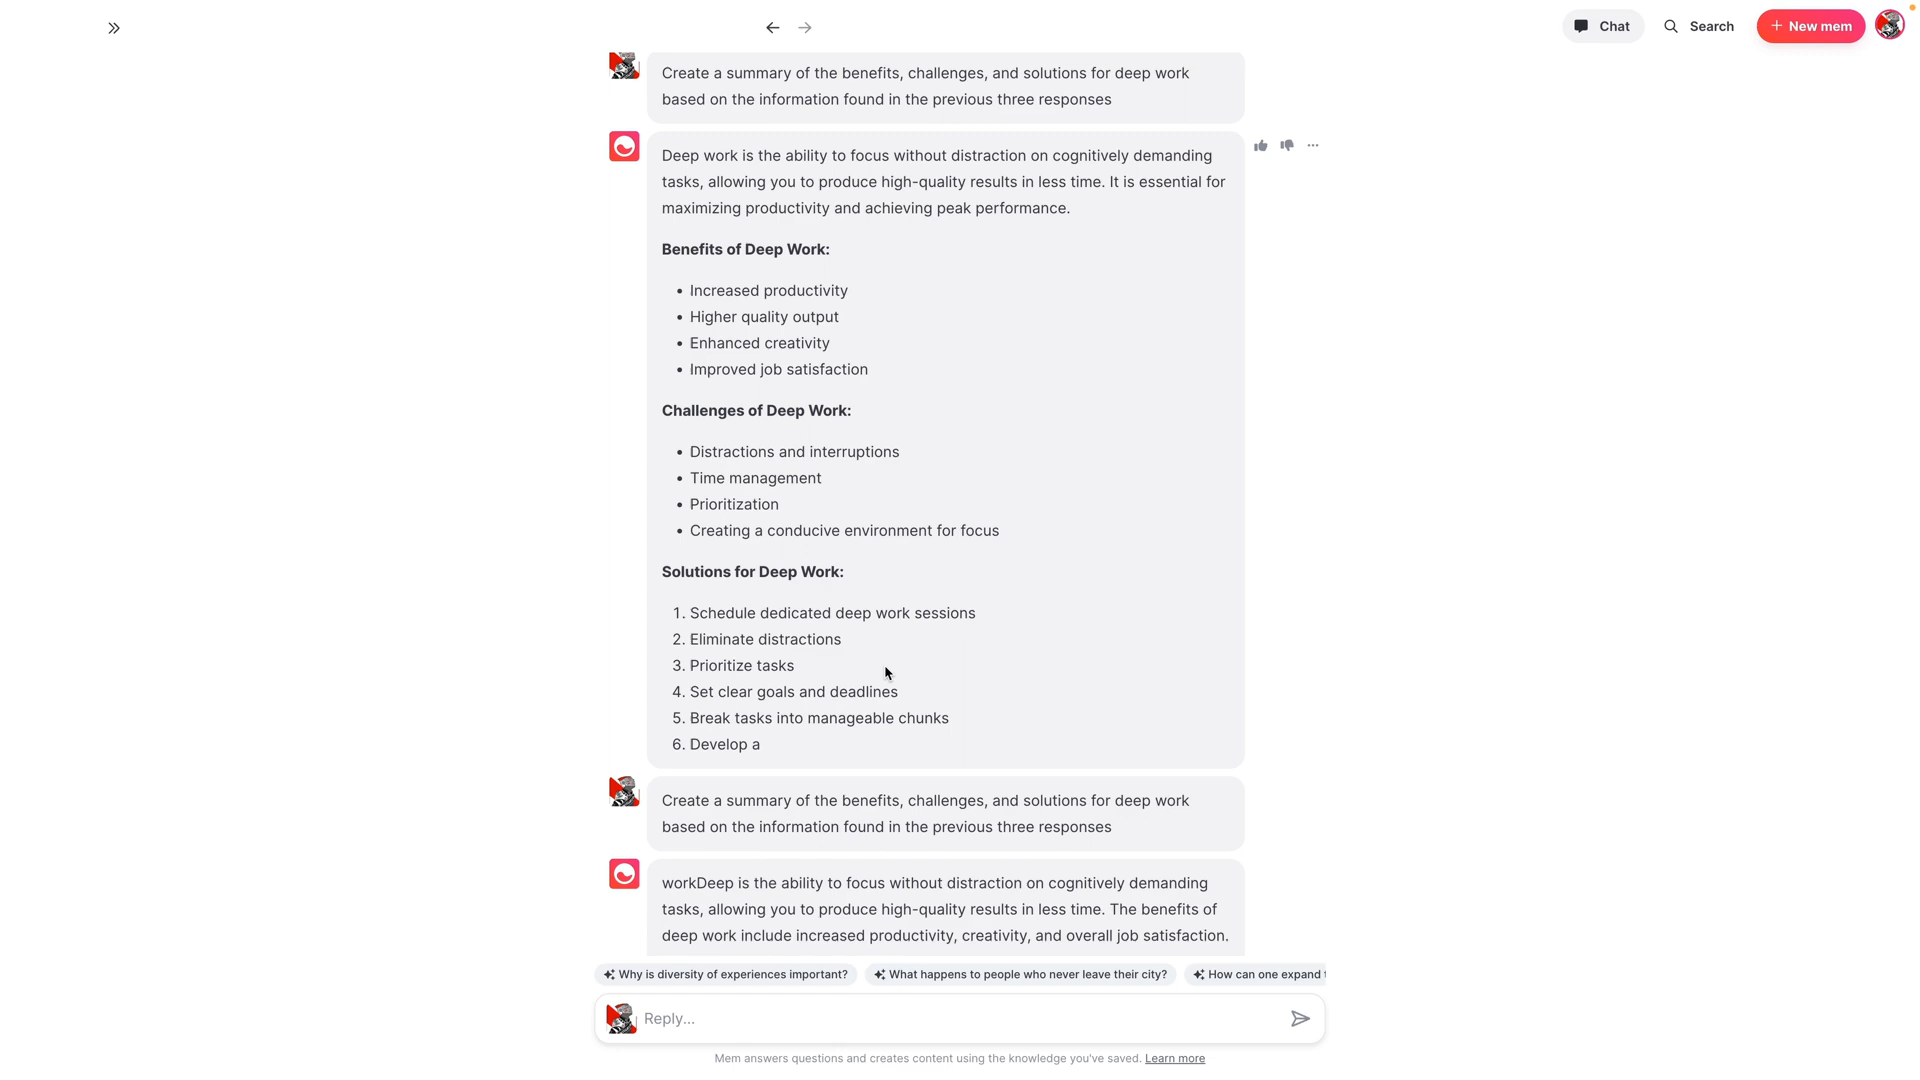 Chat
Search
New mem
Create a summary of the benefits, challenges, and solutions for deep work
based on the information found in the previous three responses
Deep work is the ability to focus without distraction on cognitively demanding
tasks, allowing you to produce high-quality results in less time. It is essential for
maximizing productivity and achieving peak performance.
Benefits of Deep Work:
• Increased productivity
• Higher quality output
• Enhanced creativity
• Improved job satisfaction
Challenges of Deep Work:
• Distractions and interruptions
• Time management
• Prioritization
• Creating a conducive environment for focus
Solutions for Deep Work:
1. Schedule dedicated deep work sessions
2. Eliminate distractions
3. Prioritize tasks
4. Set clear goals and deadlines
5. Break tasks into manageable chunks
6. Develop a
Create a summary of the benefits, challenges, and solutions for deep work
based on the information found in the previous three responses
workDeep is the ability to focus without distraction on cognitively demanding
tasks, allowing you to produce high-quality results in less time. The benefits of
deep work include increased productivity, creativity, and overall job satisfaction.
Why is diversity of experiences important?
What happens to people who never leave their city?
How can one expand
Reply...
Mem answers questions and creates content using the knowledge you've saved. Learn more